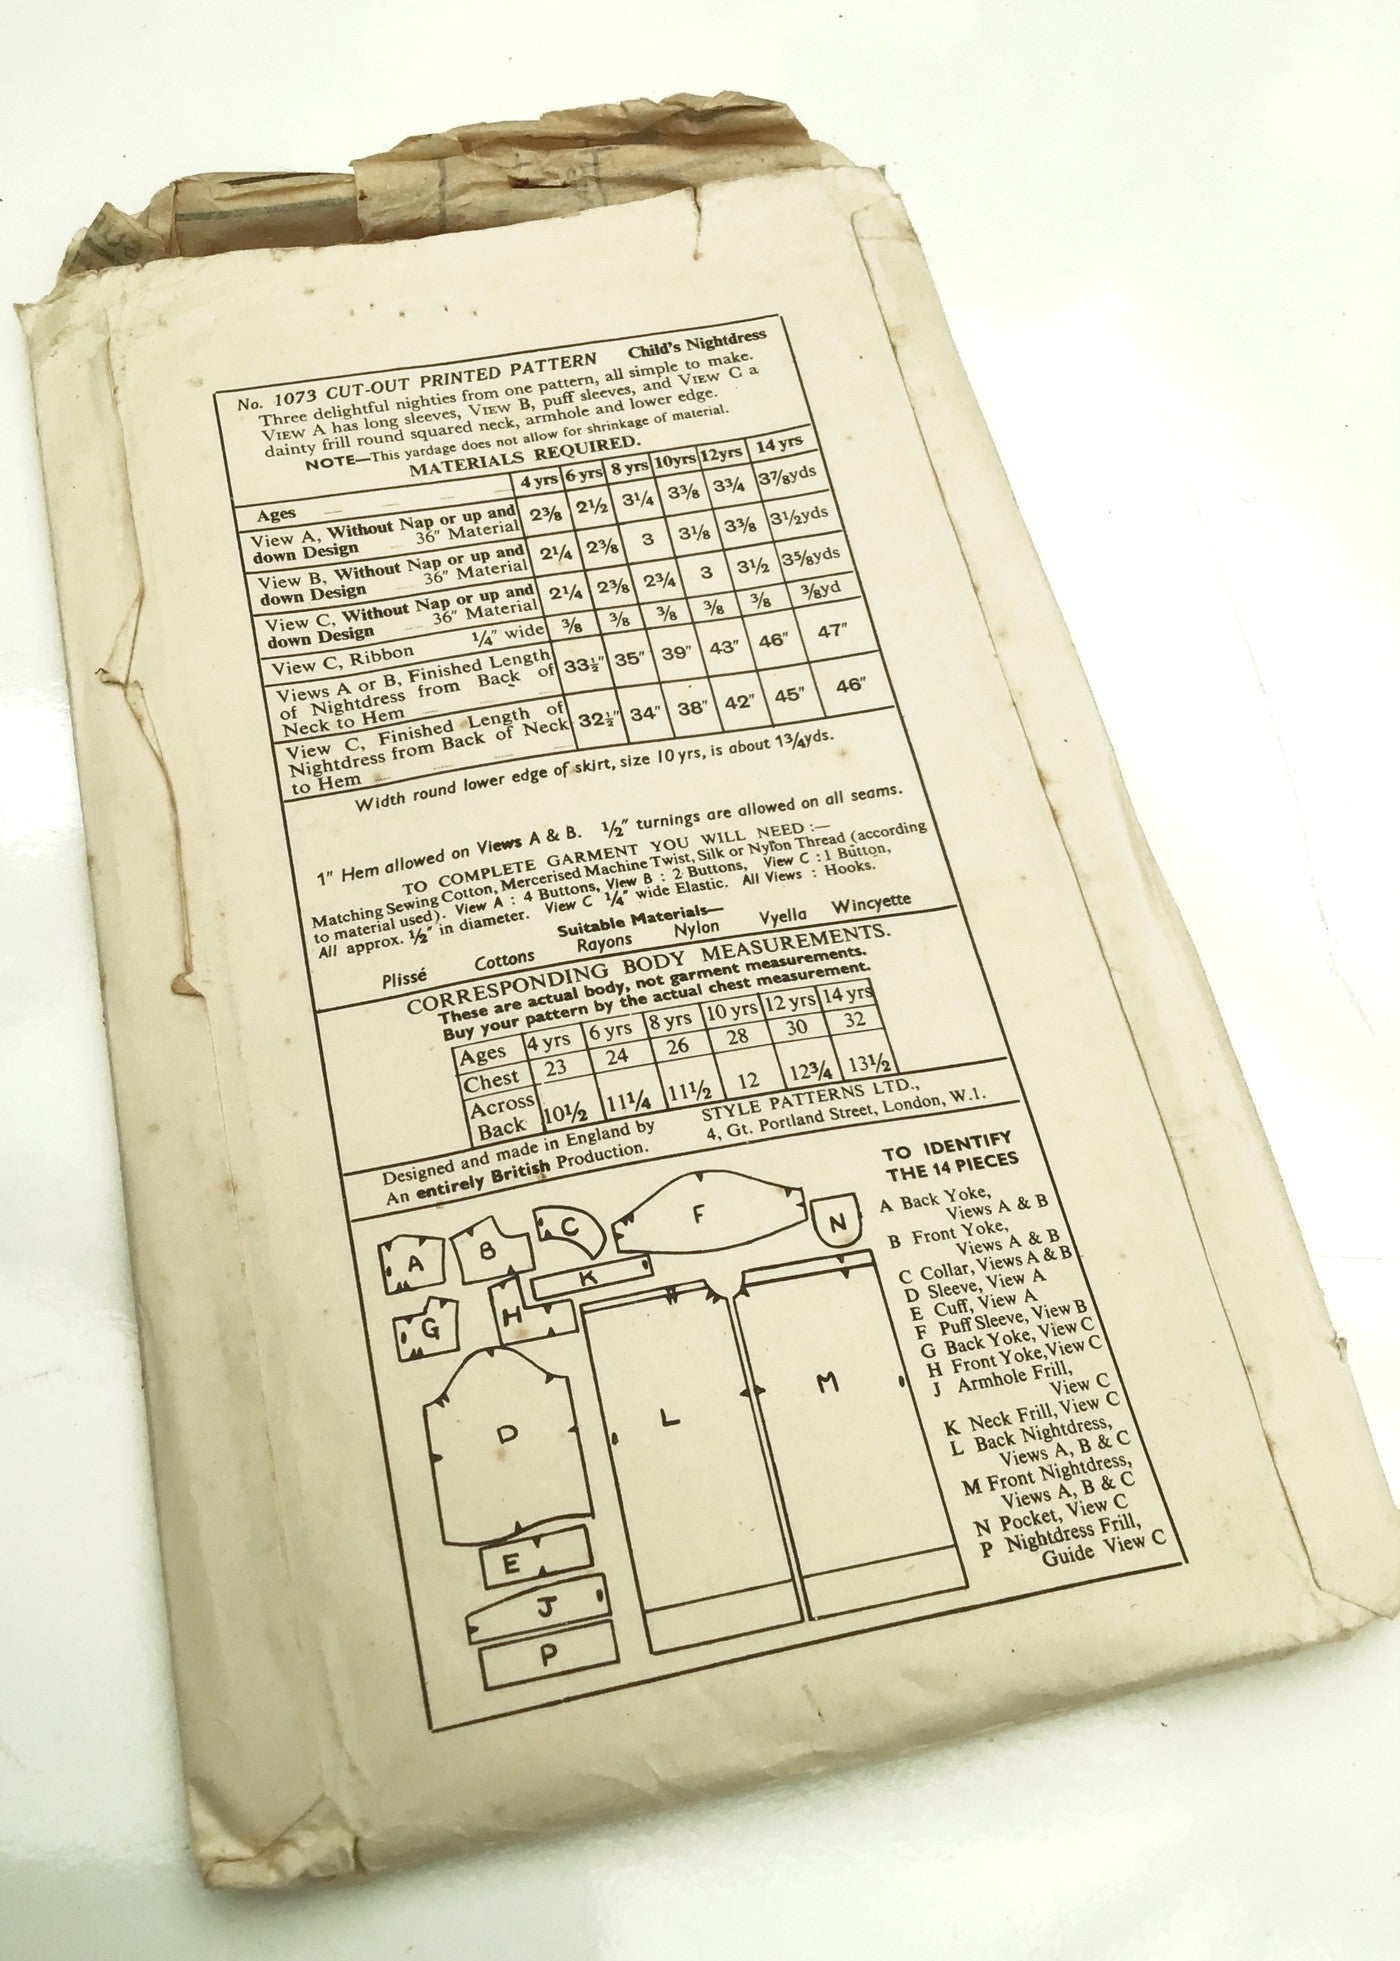 No. 1073 CUT-OUT PRINTED PATTERN Child's Nightdress
Three delightful nighties from one pattern, all simple to make.
VIEW A has long sleeves, VIEW B, puff sleeves, and VIEW C a
dainty frill round squared neck, armhole and lower edge.
NOTE—This yardage does not allow for shrinkage of material.
MATERIALS REQUIRED.
Ages 4 yrs 6 yrs 8 yrs 10yrs 12yrs 14 yrs
View A, Without Nap or up and
down Design 36" Material 2⅜ 2½ 3¼ 3⅜ 3¾ 3⅞yds
View B, Without Nap or up and
down Design 36" Material 2¼ 2⅜ 3 3⅛ 3⅜ 3½yds
View C, Without Nap or up and
down Design 36" Material 2¼ 2⅜ 2¾ 3 3½ 3⅝yds
View C, Ribbon ¼" wide ⅜ ⅜ ⅜ ⅜ ⅜ ⅜yd
Views A or B, Finished Length
of Nightdress from Back of
Neck to Hem 33½" 35" 39" 43" 46" 47"
View C, Finished Length of
Nightdress from Back of Neck
to Hem 32½" 34" 38" 42" 45" 46"
Width round lower edge of skirt, size 10 yrs, is about 1¾yds.
1" Hem allowed on Views A & B. ½" turnings are allowed on all seams.
TO COMPLETE GARMENT YOU WILL NEED :—
Matching Sewing Cotton, Mercerised Machine Twist, Silk or Nylon Thread (according
to material used). View A : 4 Buttons, View B : 2 Buttons, View C : 1 Button,
All approx. ½" in diameter. View C ¼" wide Elastic. All Views : Hooks.
Suitable Materials—
Plissé Cottons Rayons Nylon Vyella Wincyette
CORRESPONDING BODY MEASUREMENTS.
These are actual body, not garment measurements.
Buy your pattern by the actual chest measurement.
Ages 4 yrs 6 yrs 8 yrs 10 yrs 12 yrs 14 yrs
Chest 23 24 26 28 30 32
Across
Back 10½ 11¼ 11½ 12 12¾ 13½
Designed and made in England by
An entirely British Production.
STYLE PATTERNS LTD.,
4, Gt. Portland Street, London, W.1.
TO IDENTIFY
THE 14 PIECES
A Back Yoke,
Views A & B
B Front Yoke,
Views A & B
C Collar, Views A & B
D Sleeve, View A
E Cuff, View A
F Puff Sleeve, View B
G Back Yoke, View C
H Front Yoke, View C
J Armhole Frill,
View C
K Neck Frill, View C
L Back Nightdress,
Views A, B & C
M Front Nightdress,
Views A, B & C
N Pocket, View C
P Nightdress Frill,
Guide View C
A
B
C
F
N
K
G
H
D
L
M
E
J
P